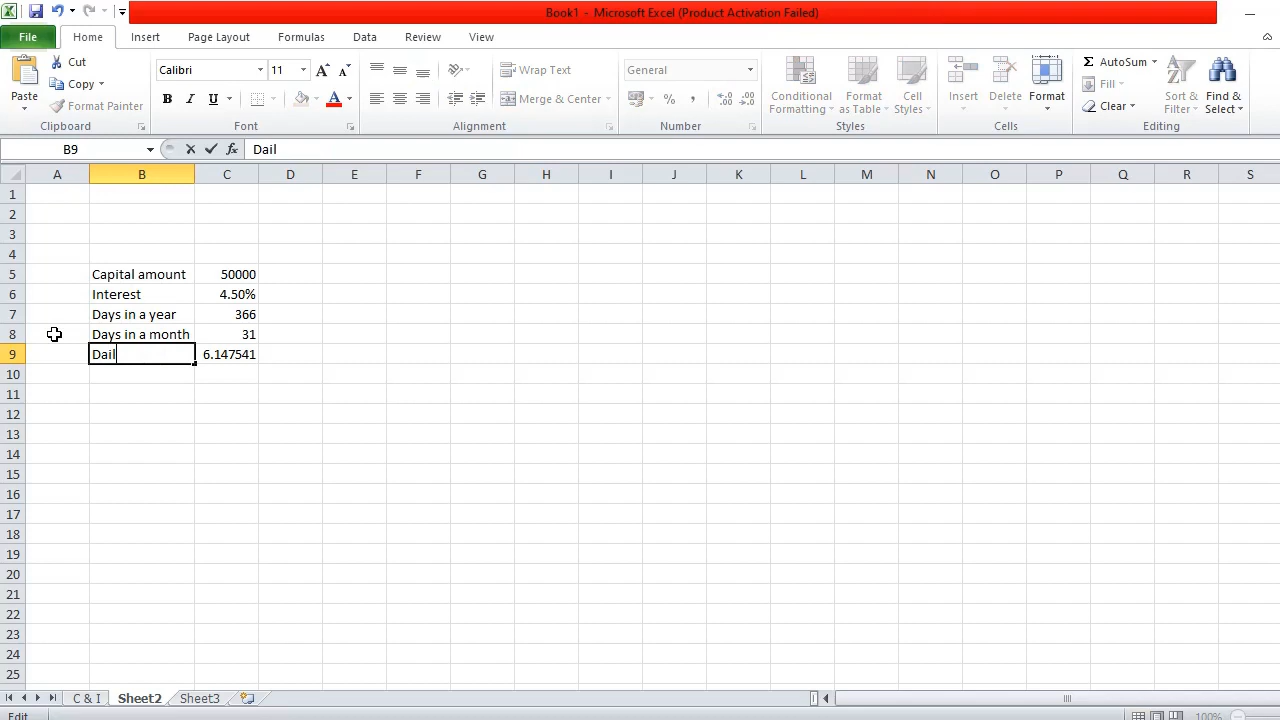 Book1 - Microsoft Excel (Product Activation Failed)
File Home Insert Page Layout Formulas Data Review View
Paste Cut Copy Format Painter Clipboard
Calibri 11 B I U A Font
Wrap Text Merge & Center Alignment
General % , Number
Conditional Formatting Format as Table Cell Styles Styles
Insert Delete Format Cells
Σ AutoSum Fill Clear Sort & Filter Find & Select Editing
B9 fx Dail
A B C D E F G H I J K L M N O P Q R S
1
2
3
4
5 Capital amount 50000
6 Interest 4.50%
7 Days in a year 366
8 Days in a month 31
9 Dail 6.147541
10
11
12
13
14
15
16
17
18
19
20
21
22
23
24
25
C & I Sheet2 Sheet3
Edit 100%